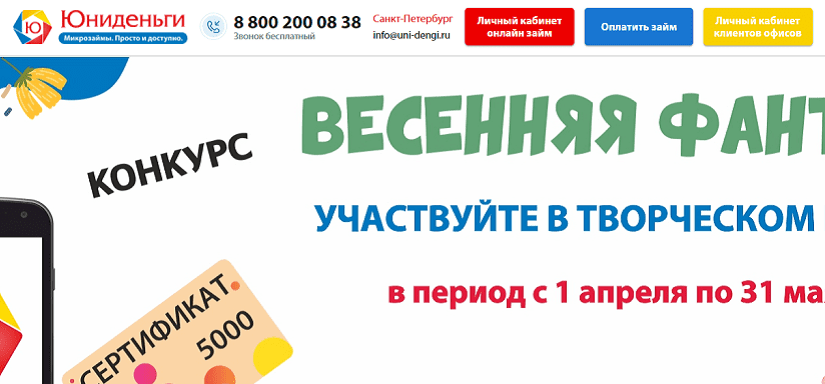 Ю
Юниденьги
Микрозаймы. Просто и доступно.
8 800 200 08 38
Звонок бесплатный
Санкт-Петербург
info@uni-dengi.ru
Личный кабинет
онлайн займ
Оплатить займ
Личный кабинет
клиентов офисов
КОНКУРС
ВЕСЕННЯЯ ФАНТ
УЧАСТВУЙТЕ В ТВОРЧЕСКОМ
в период с 1 апреля по 31 ма
СЕРТИФИКАТ
5000